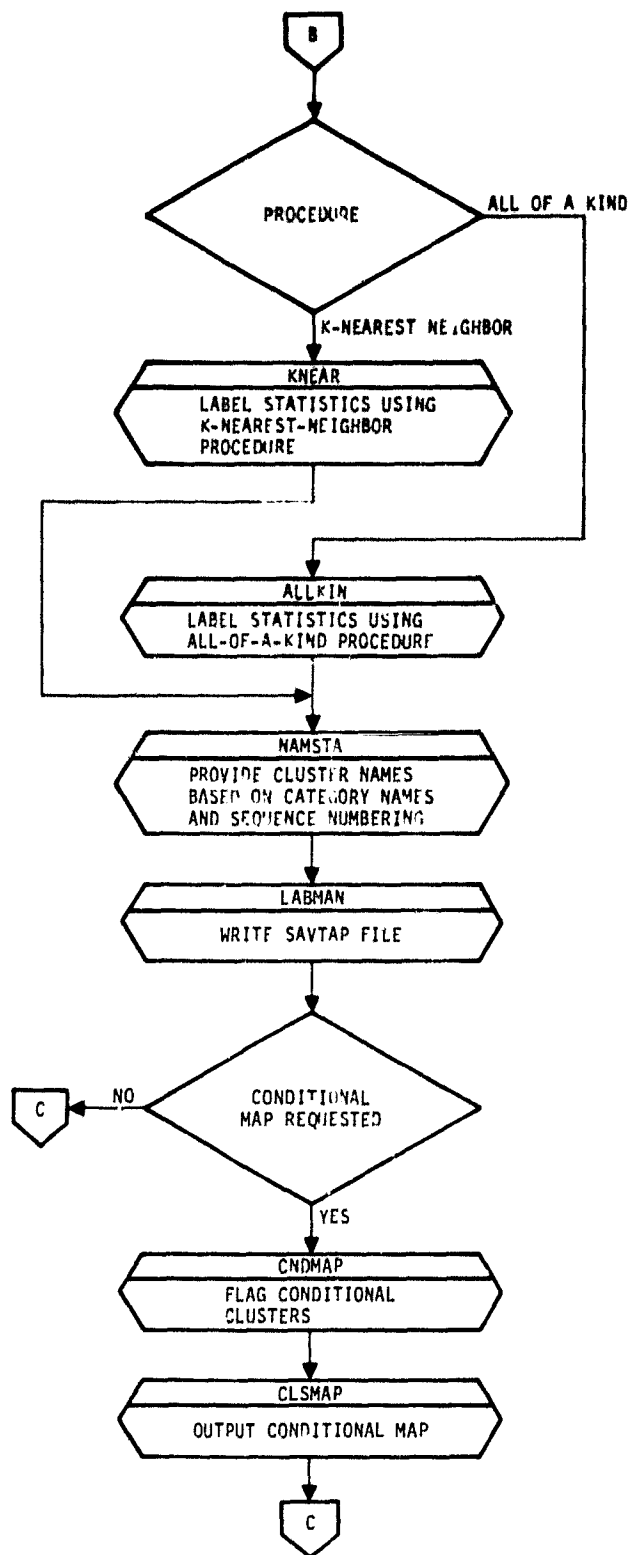 B
PROCEDURE
ALL OF A KIND
K-NEAREST NEIGHBOR
KNEAR
LABEL STATISTICS USING
K-NEAREST-NEIGHBOR
PROCEDURE
ALLKIN
LABEL STATISTICS USING
ALL-OF-A-KIND PROCEDURE
NAMSTA
PROVIDE CLUSTER NAMES
BASED ON CATEGORY NAMES
AND SEQUENCE NUMBERING
LABMAN
WRITE SAVTAP FILE
CONDITIONAL
MAP REQUESTED
NO
C
YES
CNDMAP
FLAG CONDITIONAL
CLUSTERS
CLSMAP
OUTPUT CONDITIONAL MAP
C